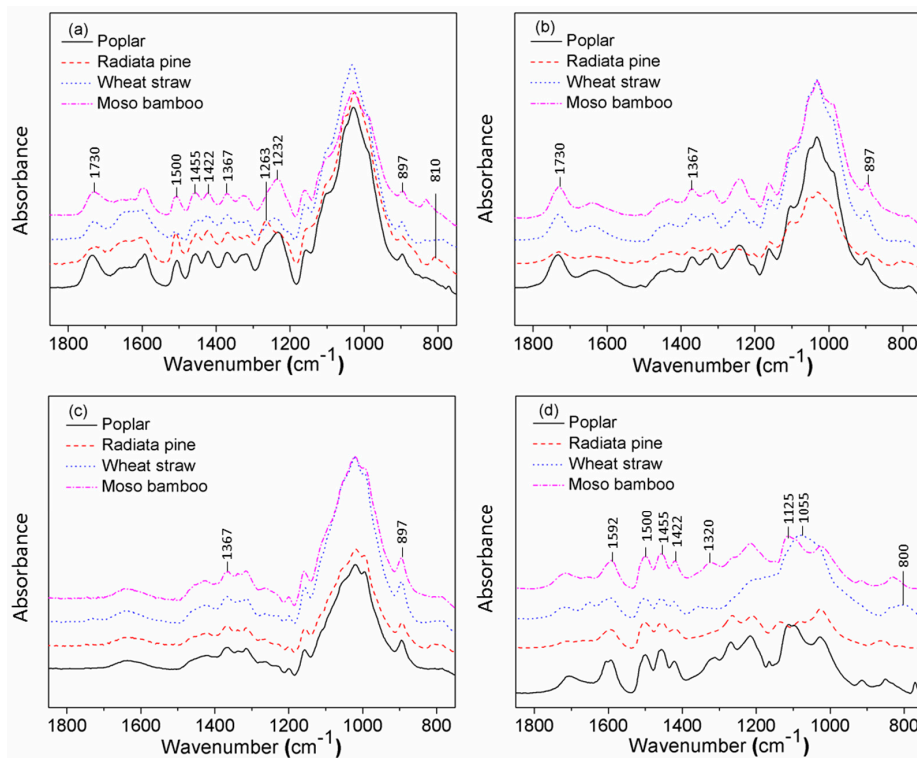 (a)
Poplar
Radiata pine
Wheat straw
Moso bamboo
1730
1500
1455
1422
1367
1263
1232
897
810
Absorbance
1800 1600 1400 1200 1000 800
Wavenumber (cm-1)
(b)
Poplar
Radiata pine
Wheat straw
Moso bamboo
1730
1367
897
Absorbance
1800 1600 1400 1200 1000 800
Wavenumber (cm-1)
(c)
Poplar
Radiata pine
Wheat straw
Moso bamboo
1367
897
Absorbance
1800 1600 1400 1200 1000 800
Wavenumber (cm-1)
(d)
Poplar
Radiata pine
Wheat straw
Moso bamboo
1592
1500
1455
1422
1320
1125
1055
800
Absorbance
1800 1600 1400 1200 1000 800
Wavenumber (cm-1)